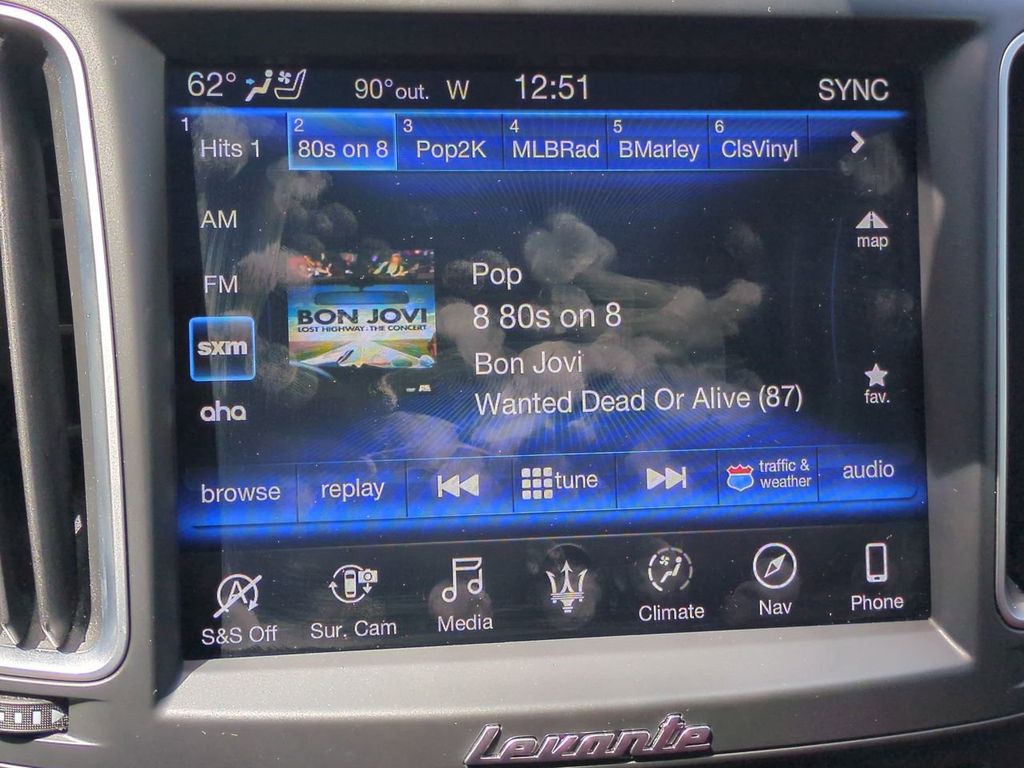 62° 90° out. W 12:51 SYNC
1 Hits 1
2 80s on 8
3 Pop2K
4 MLBRad
5 BMarley
6 ClsVinyl
AM
map
FM
BON JOVI
LOST HIGHWAY: THE CONCERT
Pop
8 80s on 8
Bon Jovi
Wanted Dead Or Alive (87)
sxm
fav.
aha
browse
replay
tune
traffic &
weather
audio
S&S Off
Sur. Cam
Media
Climate
Nav
Phone
Levante